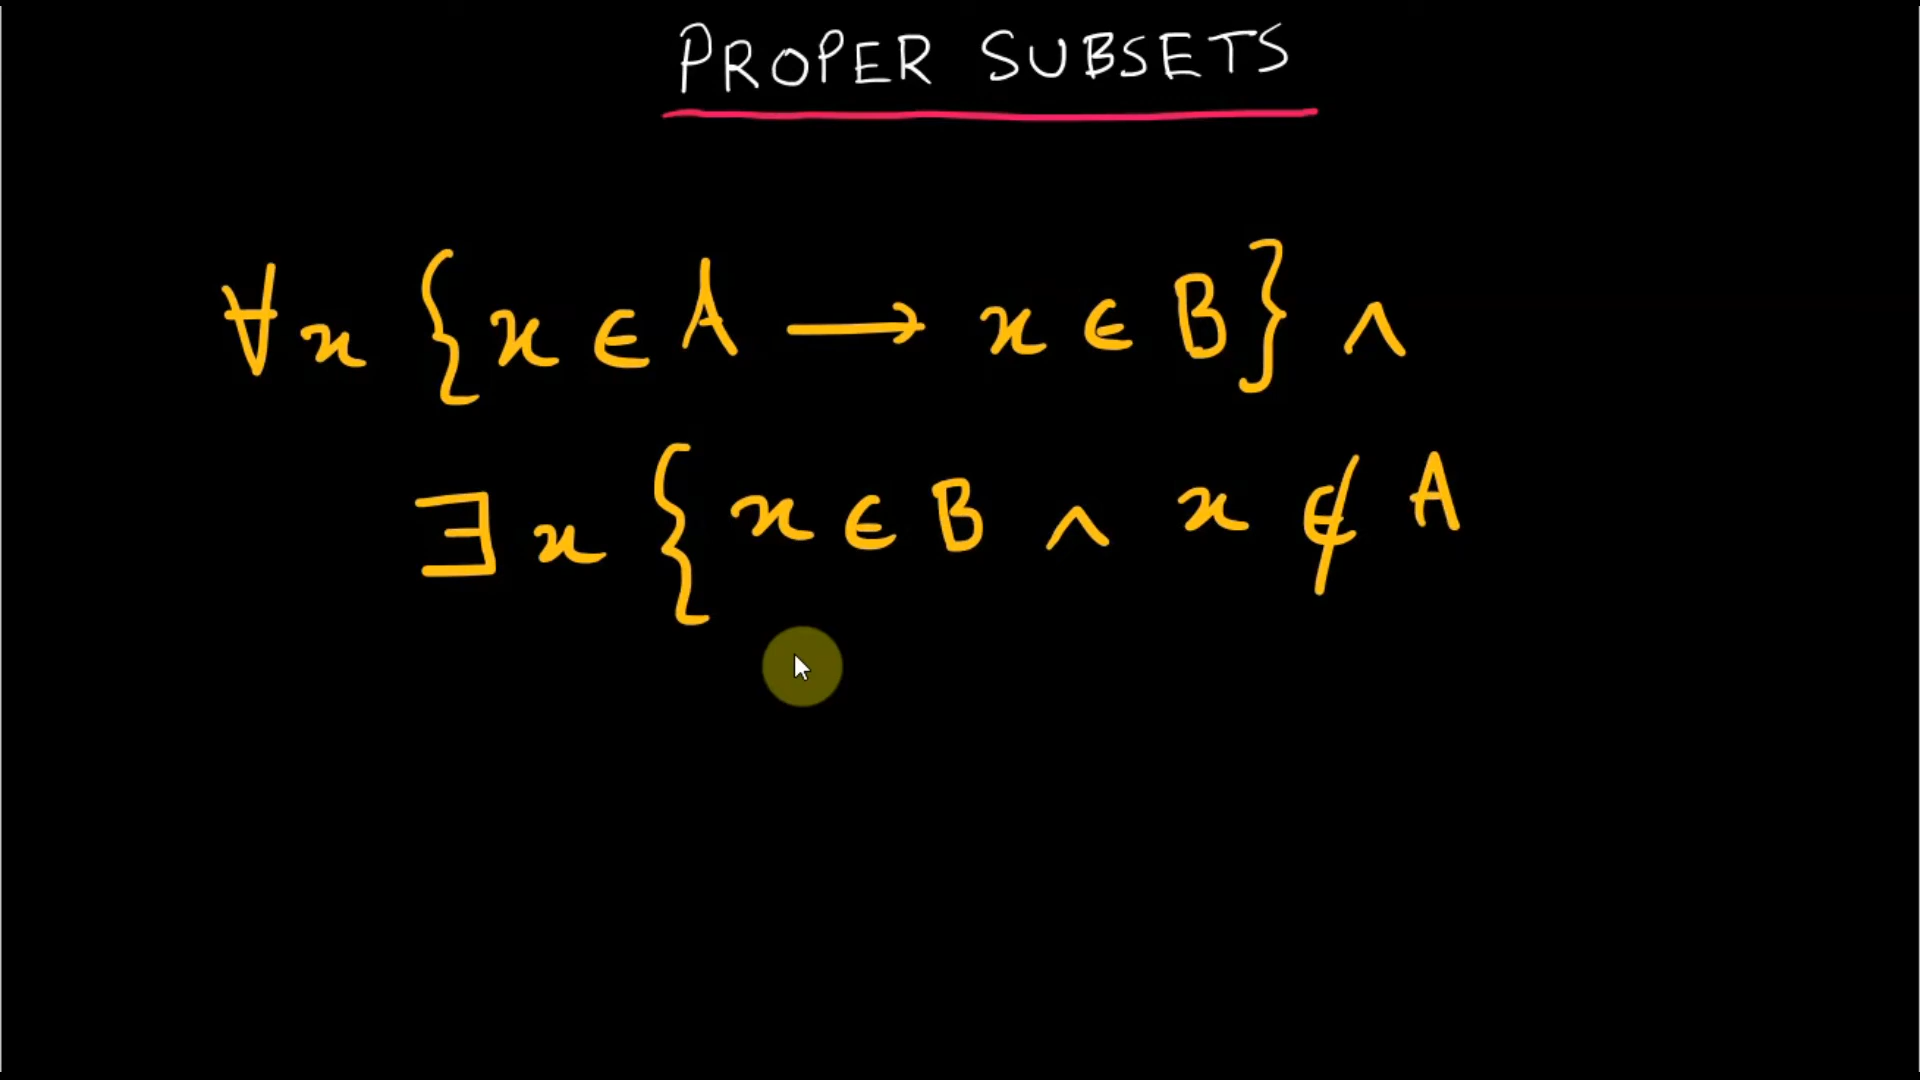 PROPER SUBSETS
∀x {x ∈ A → x ∈ B} ∧
∃x { x ∈ B ∧ x ∉ A